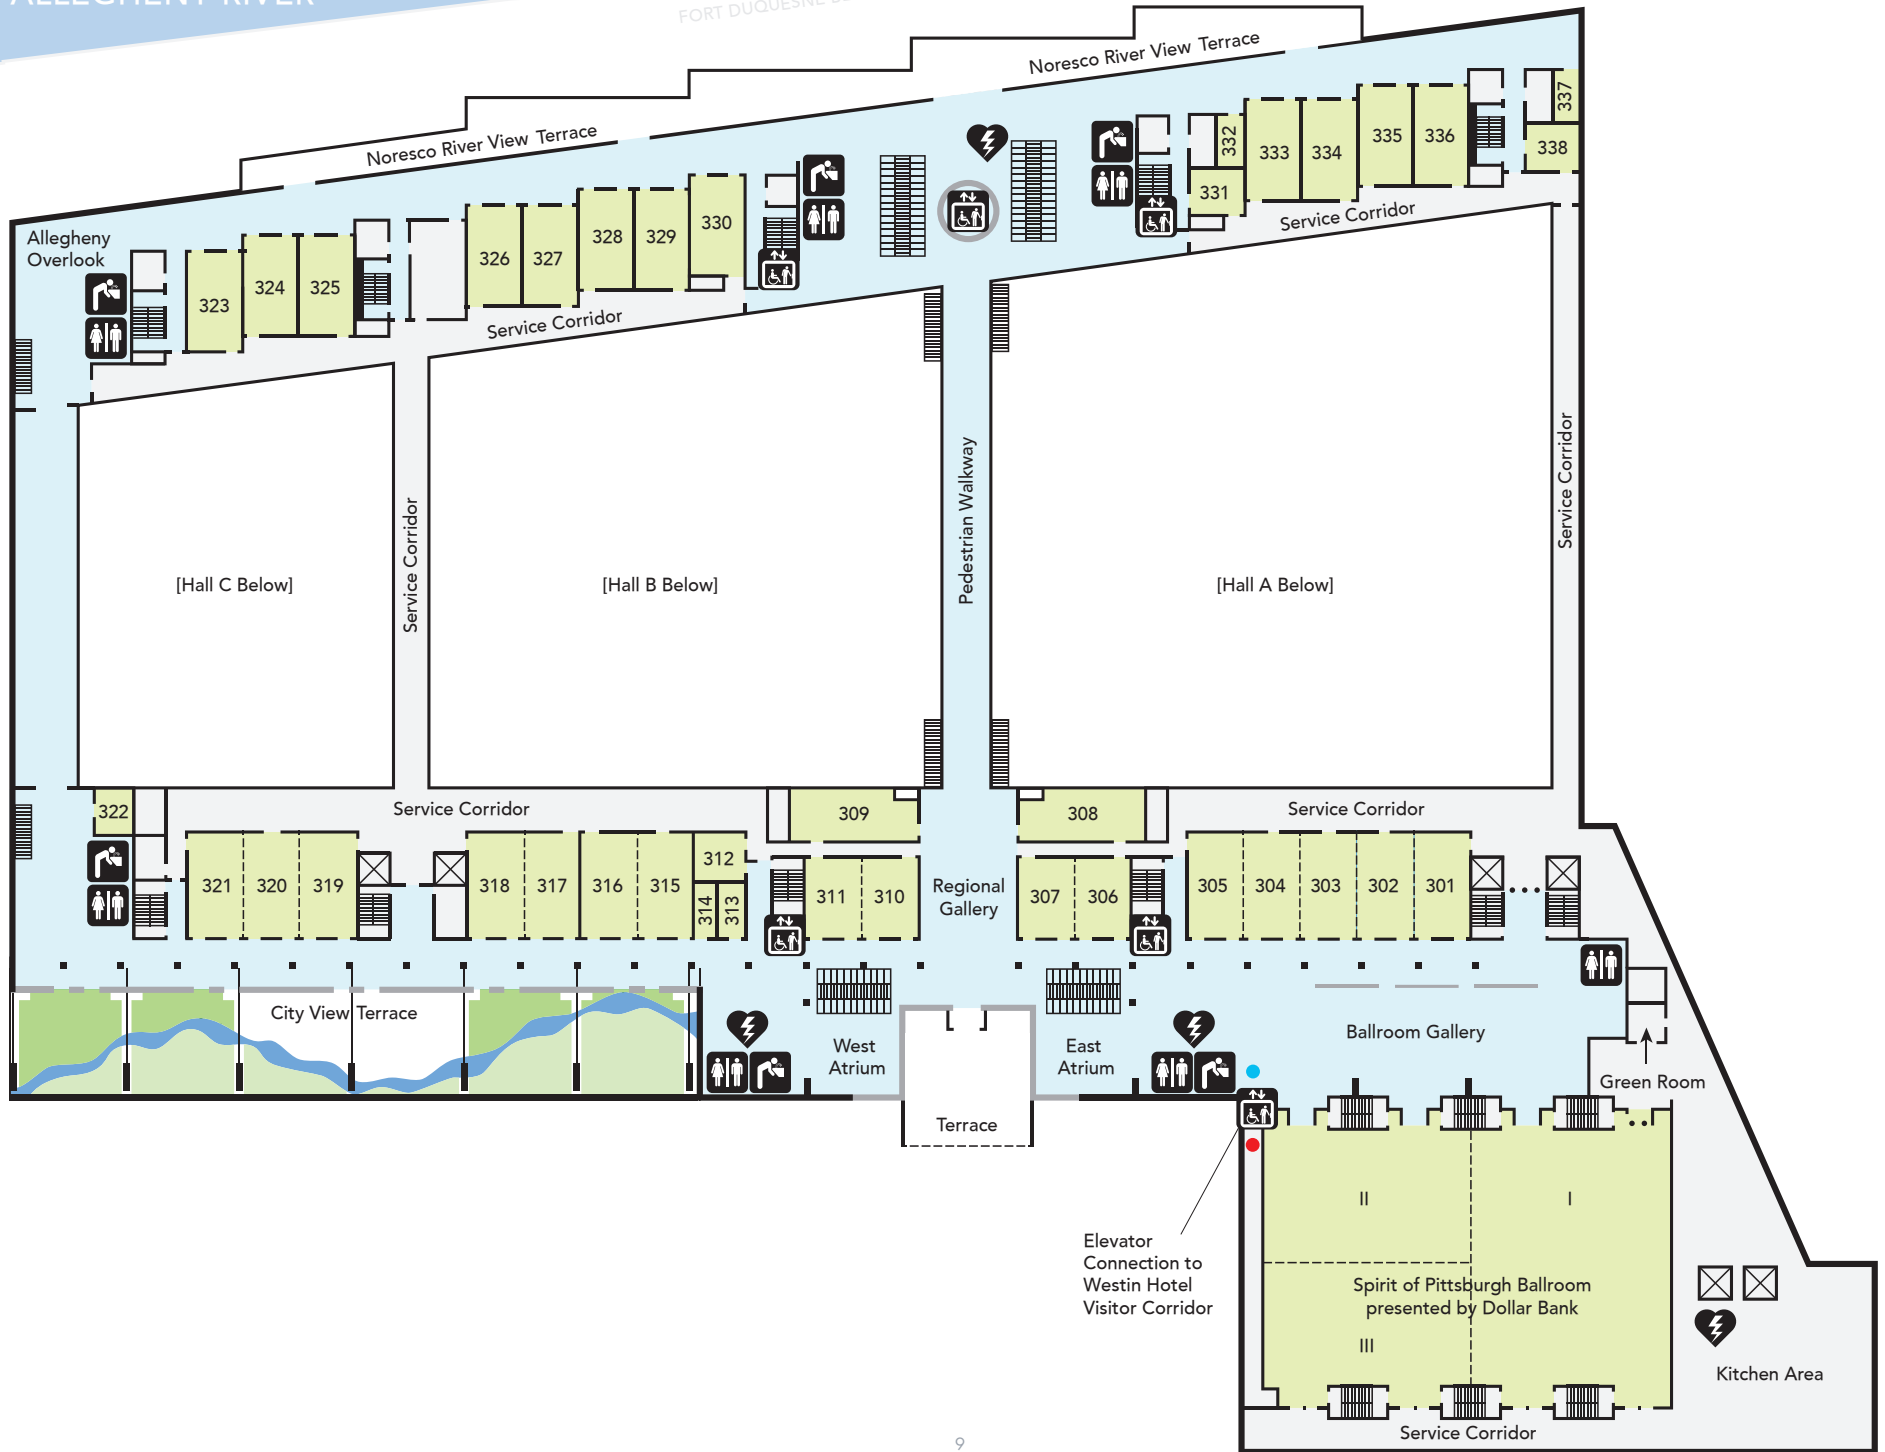 ALLEGHENY RIVER
FORT DUQUESNE
Noresco River View Terrace
Noresco River View Terrace
Allegheny
Overlook
323
324
325
326
327
328
329
330
331
332
333
334
335
336
337
338
Service Corridor
Service Corridor
[Hall C Below]
Service Corridor
[Hall B Below]
Pedestrian Walkway
[Hall A Below]
Service Corridor
322
Service Corridor
309
308
Service Corridor
321
320
319
318
317
316
315
312
314
313
311
310
Regional
Gallery
307
306
305
304
303
302
301
City View Terrace
West
Atrium
East
Atrium
Ballroom Gallery
Green Room
Terrace
II
I
Elevator
Connection to
Westin Hotel
Visitor Corridor
Spirit of Pittsburgh Ballroom
presented by Dollar Bank
III
Kitchen Area
Service Corridor
9